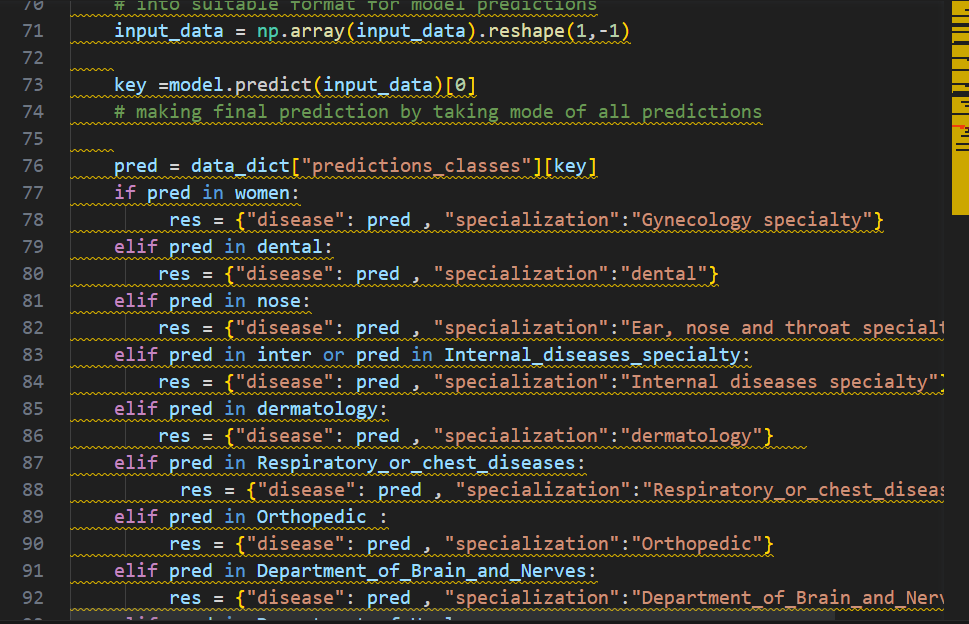 70 # into suitable format for model predictions
71 input_data = np.array(input_data).reshape(1,-1)
72
73 key =model.predict(input_data)[0]
74 # making final prediction by taking mode of all predictions
75
76 pred = data_dict["predictions_classes"][key]
77 if pred in women:
78 res = {"disease": pred , "specialization":"Gynecology specialty"}
79 elif pred in dental:
80 res = {"disease": pred , "specialization":"dental"}
81 elif pred in nose:
82 res = {"disease": pred , "specialization":"Ear, nose and throat specialt
83 elif pred in inter or pred in Internal_diseases_specialty:
84 res = {"disease": pred , "specialization":"Internal diseases specialty"}
85 elif pred in dermatology:
86 res = {"disease": pred , "specialization":"dermatology"}
87 elif pred in Respiratory_or_chest_diseases:
88 res = {"disease": pred , "specialization":"Respiratory_or_chest_diseas
89 elif pred in Orthopedic :
90 res = {"disease": pred , "specialization":"Orthopedic"}
91 elif pred in Department_of_Brain_and_Nerves:
92 res = {"disease": pred , "specialization":"Department_of_Brain_and_Nerv